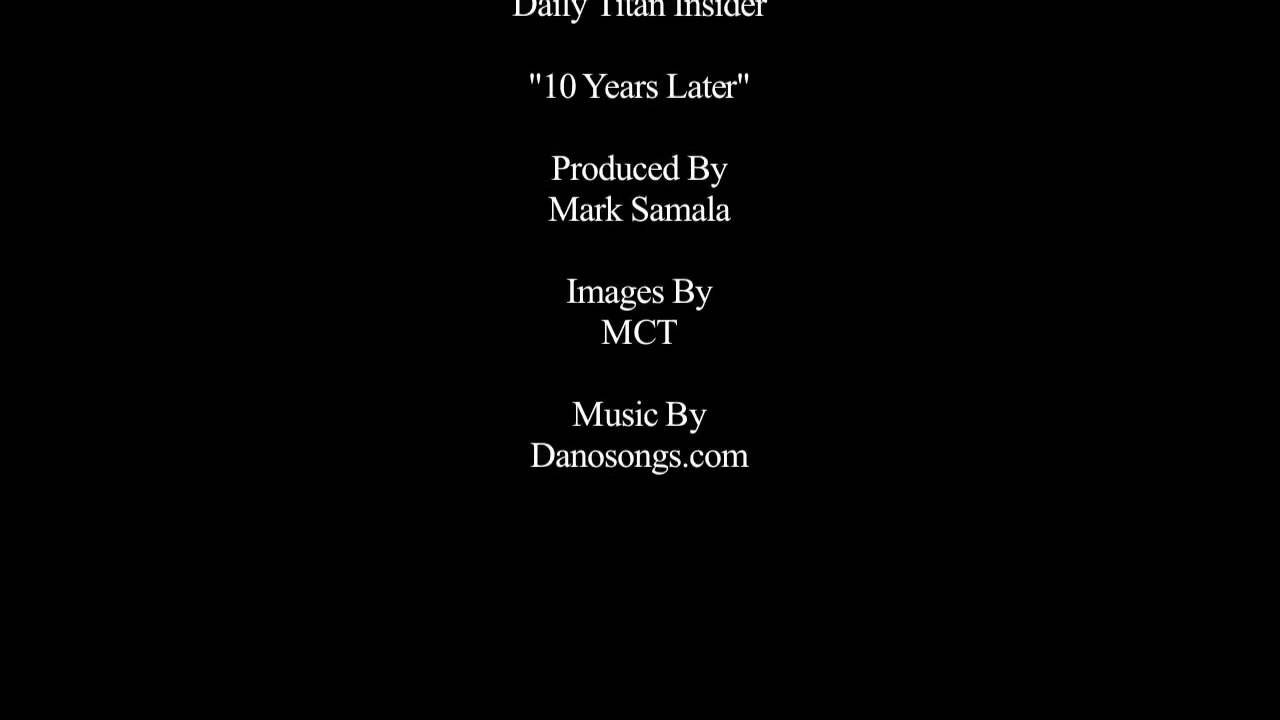 Daily Titan Insider
"10 Years Later"
Produced By
Mark Samala
Images By
MCT
Music By
Danosongs.com